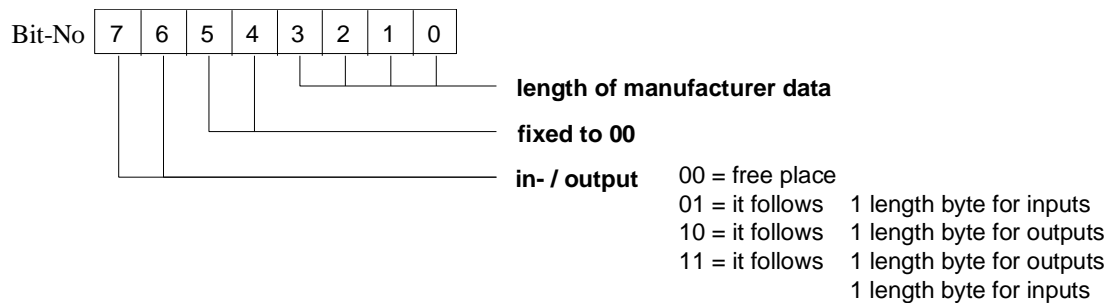 Bit-No 7 6 5 4 3 2 1 0
length of manufacturer data
fixed to 00
in- / output 00 = free place
01 = it follows 1 length byte for inputs
10 = it follows 1 length byte for outputs
11 = it follows 1 length byte for outputs
1 length byte for inputs